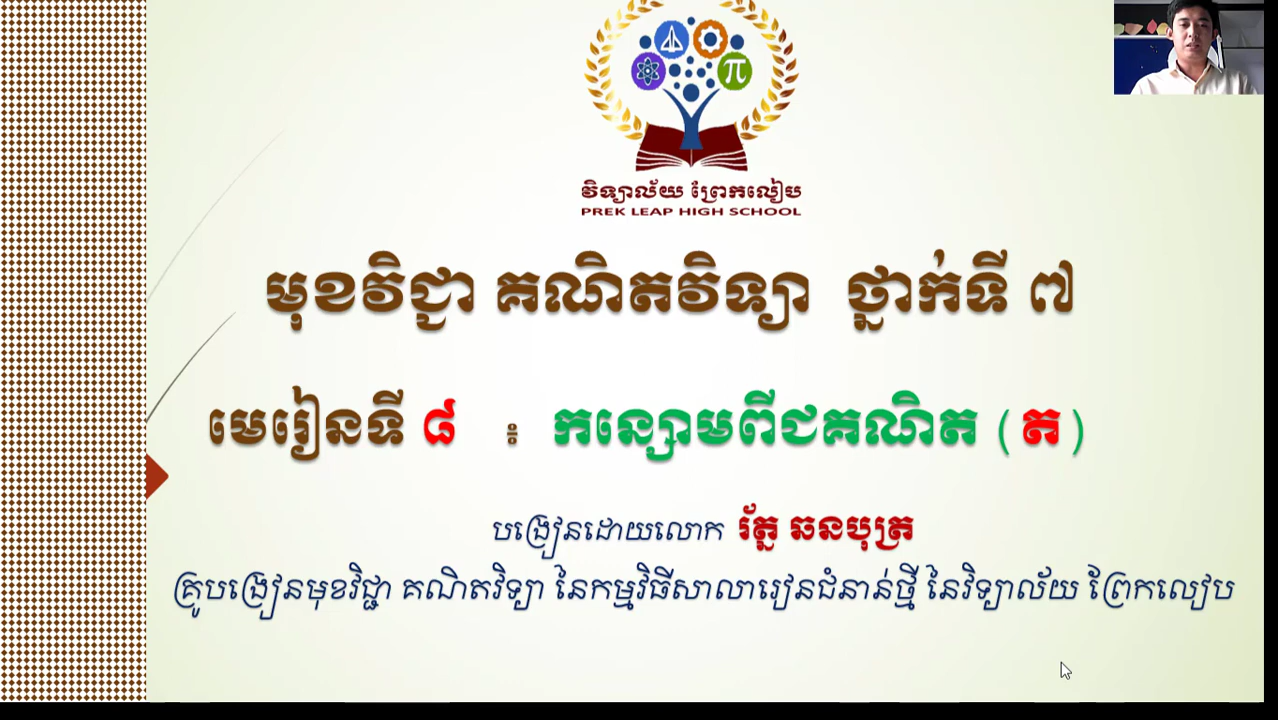 វិទ្យាល័យ ព្រែកលៀប
PREK LEAP HIGH SCHOOL
មុខវិជ្ជា គណិតវិទ្យា ថ្នាក់ទី ៧
មេរៀនទី ៨ ៖ កន្សោមពីជគណិត (ត)
បង្រៀនដោយលោក រ័ត្ន ឆនបុត្រ
គ្រូបង្រៀនមុខវិជ្ជា គណិតវិទ្យា នៃកម្មវិធីសាលារៀនជំនាន់ថ្មី នៃវិទ្យាល័យ ព្រែកលៀប